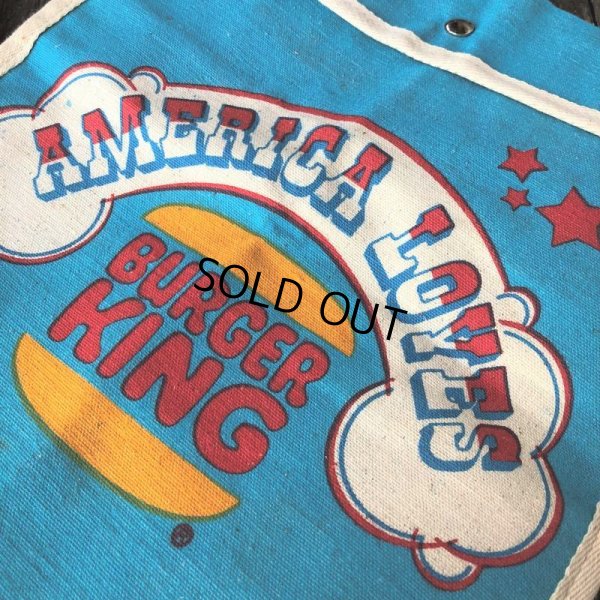 AMERICA LOVES
BURGER
KING
®
SOLD OUT